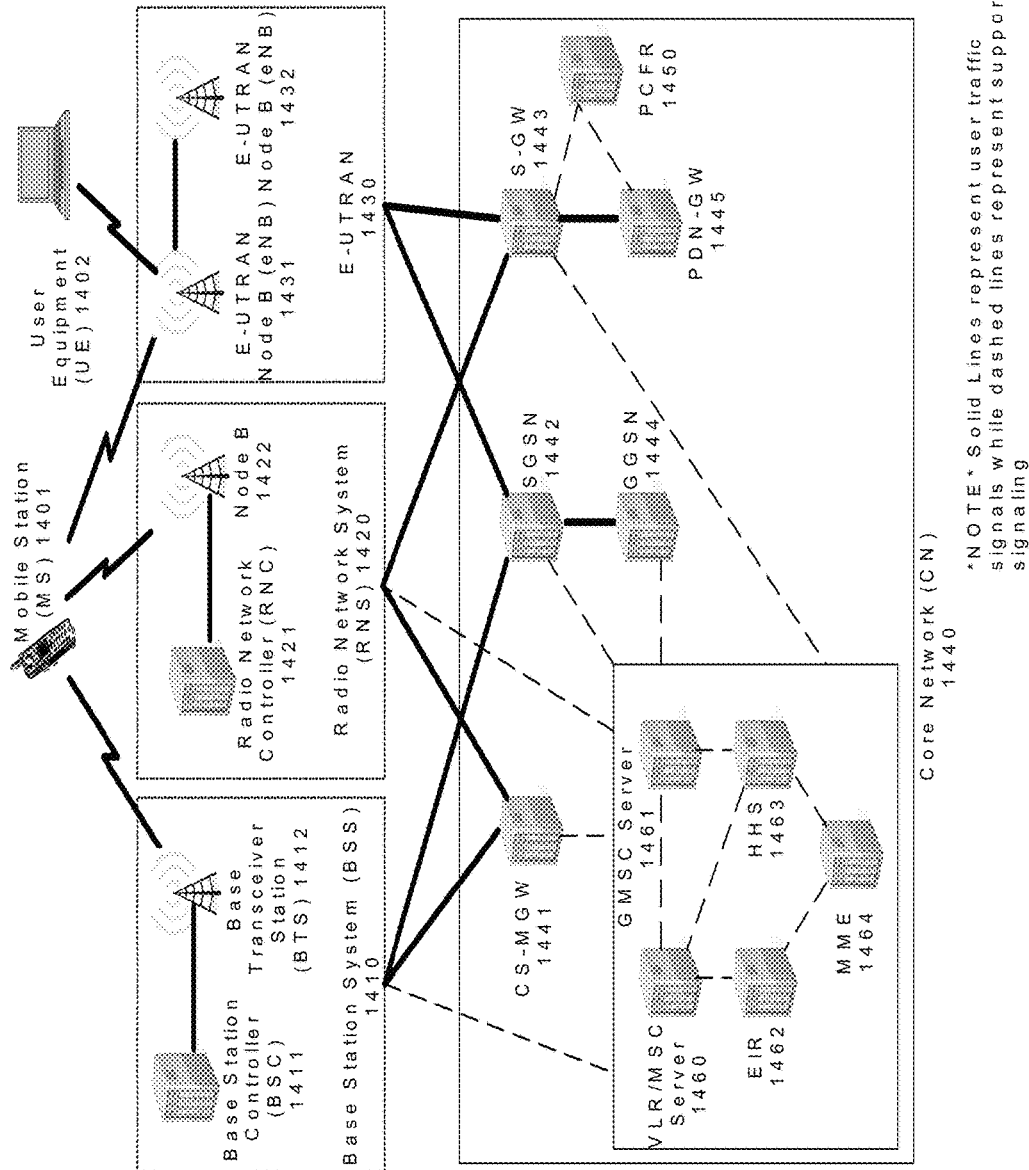 Mobile Station
(MS) 1401
User
Equipment
(UE) 1402
Base Station
Controller
(BSC)
1411
Base
Transceiver
Station
(BTS) 1412
Base Station System (BSS)
1410
Radio Network
Controller (RNC)
1421
Node B
1422
Radio Network System
(RNS) 1420
E-UTRAN
Node B (eNB)
1431
E-UTRAN
Node B (eNB)
1432
E-UTRAN
1430
CS-MGW
1441
SGSN
1442
GGSN
1444
S-GW
1443
PDN-GW
1445
PCFR
1450
VLR/MSC
Server
1460
GMSC Server
1461
EIR
1462
HHS
1463
MME
1464
Core Network (CN)
1440
*NOTE* Solid Lines represent user traffic
signals while dashed lines represent support
signaling